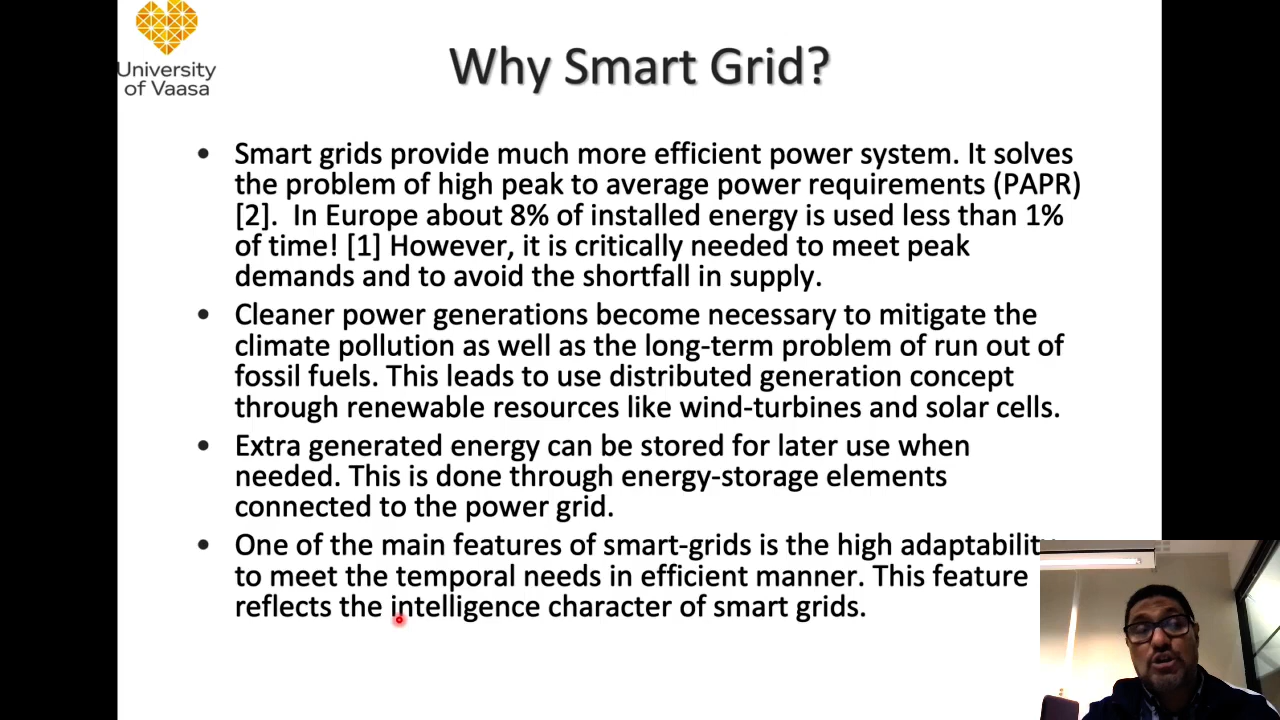 University
of Vaasa
Why Smart Grid?
• Smart grids provide much more efficient power system. It solves
the problem of high peak to average power requirements (PAPR)
[2].  In Europe about 8% of installed energy is used less than 1%
of time! [1] However, it is critically needed to meet peak
demands and to avoid the shortfall in supply.
• Cleaner power generations become necessary to mitigate the
climate pollution as well as the long-term problem of run out of
fossil fuels. This leads to use distributed generation concept
through renewable resources like wind-turbines and solar cells.
• Extra generated energy can be stored for later use when
needed. This is done through energy-storage elements
connected to the power grid.
• One of the main features of smart-grids is the high adaptability
to meet the temporal needs in efficient manner. This feature
reflects the intelligence character of smart grids.